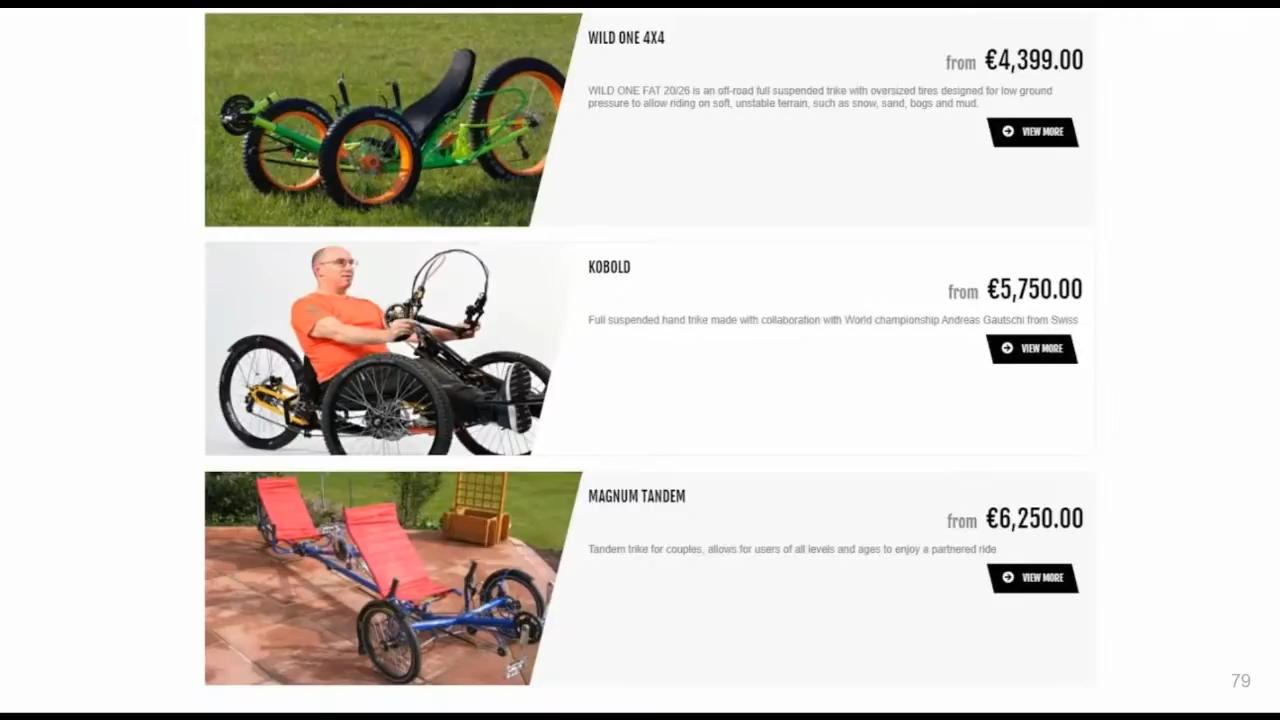 WILD ONE 4X4
from €4,399.00
WILD ONE FAT 20/26 is an off-road full suspended trike with oversized tires designed for low ground
pressure to allow riding on soft, unstable terrain, such as snow, sand, bogs and mud.
VIEW MORE
KOBOLD
from €5,750.00
Full suspended hand trike made with collaboration with World championship Andreas Gautschi from Swiss
VIEW MORE
MAGNUM TANDEM
from €6,250.00
Tandem trike for couples, allows for users of all levels and ages to enjoy a partnered ride
VIEW MORE
79